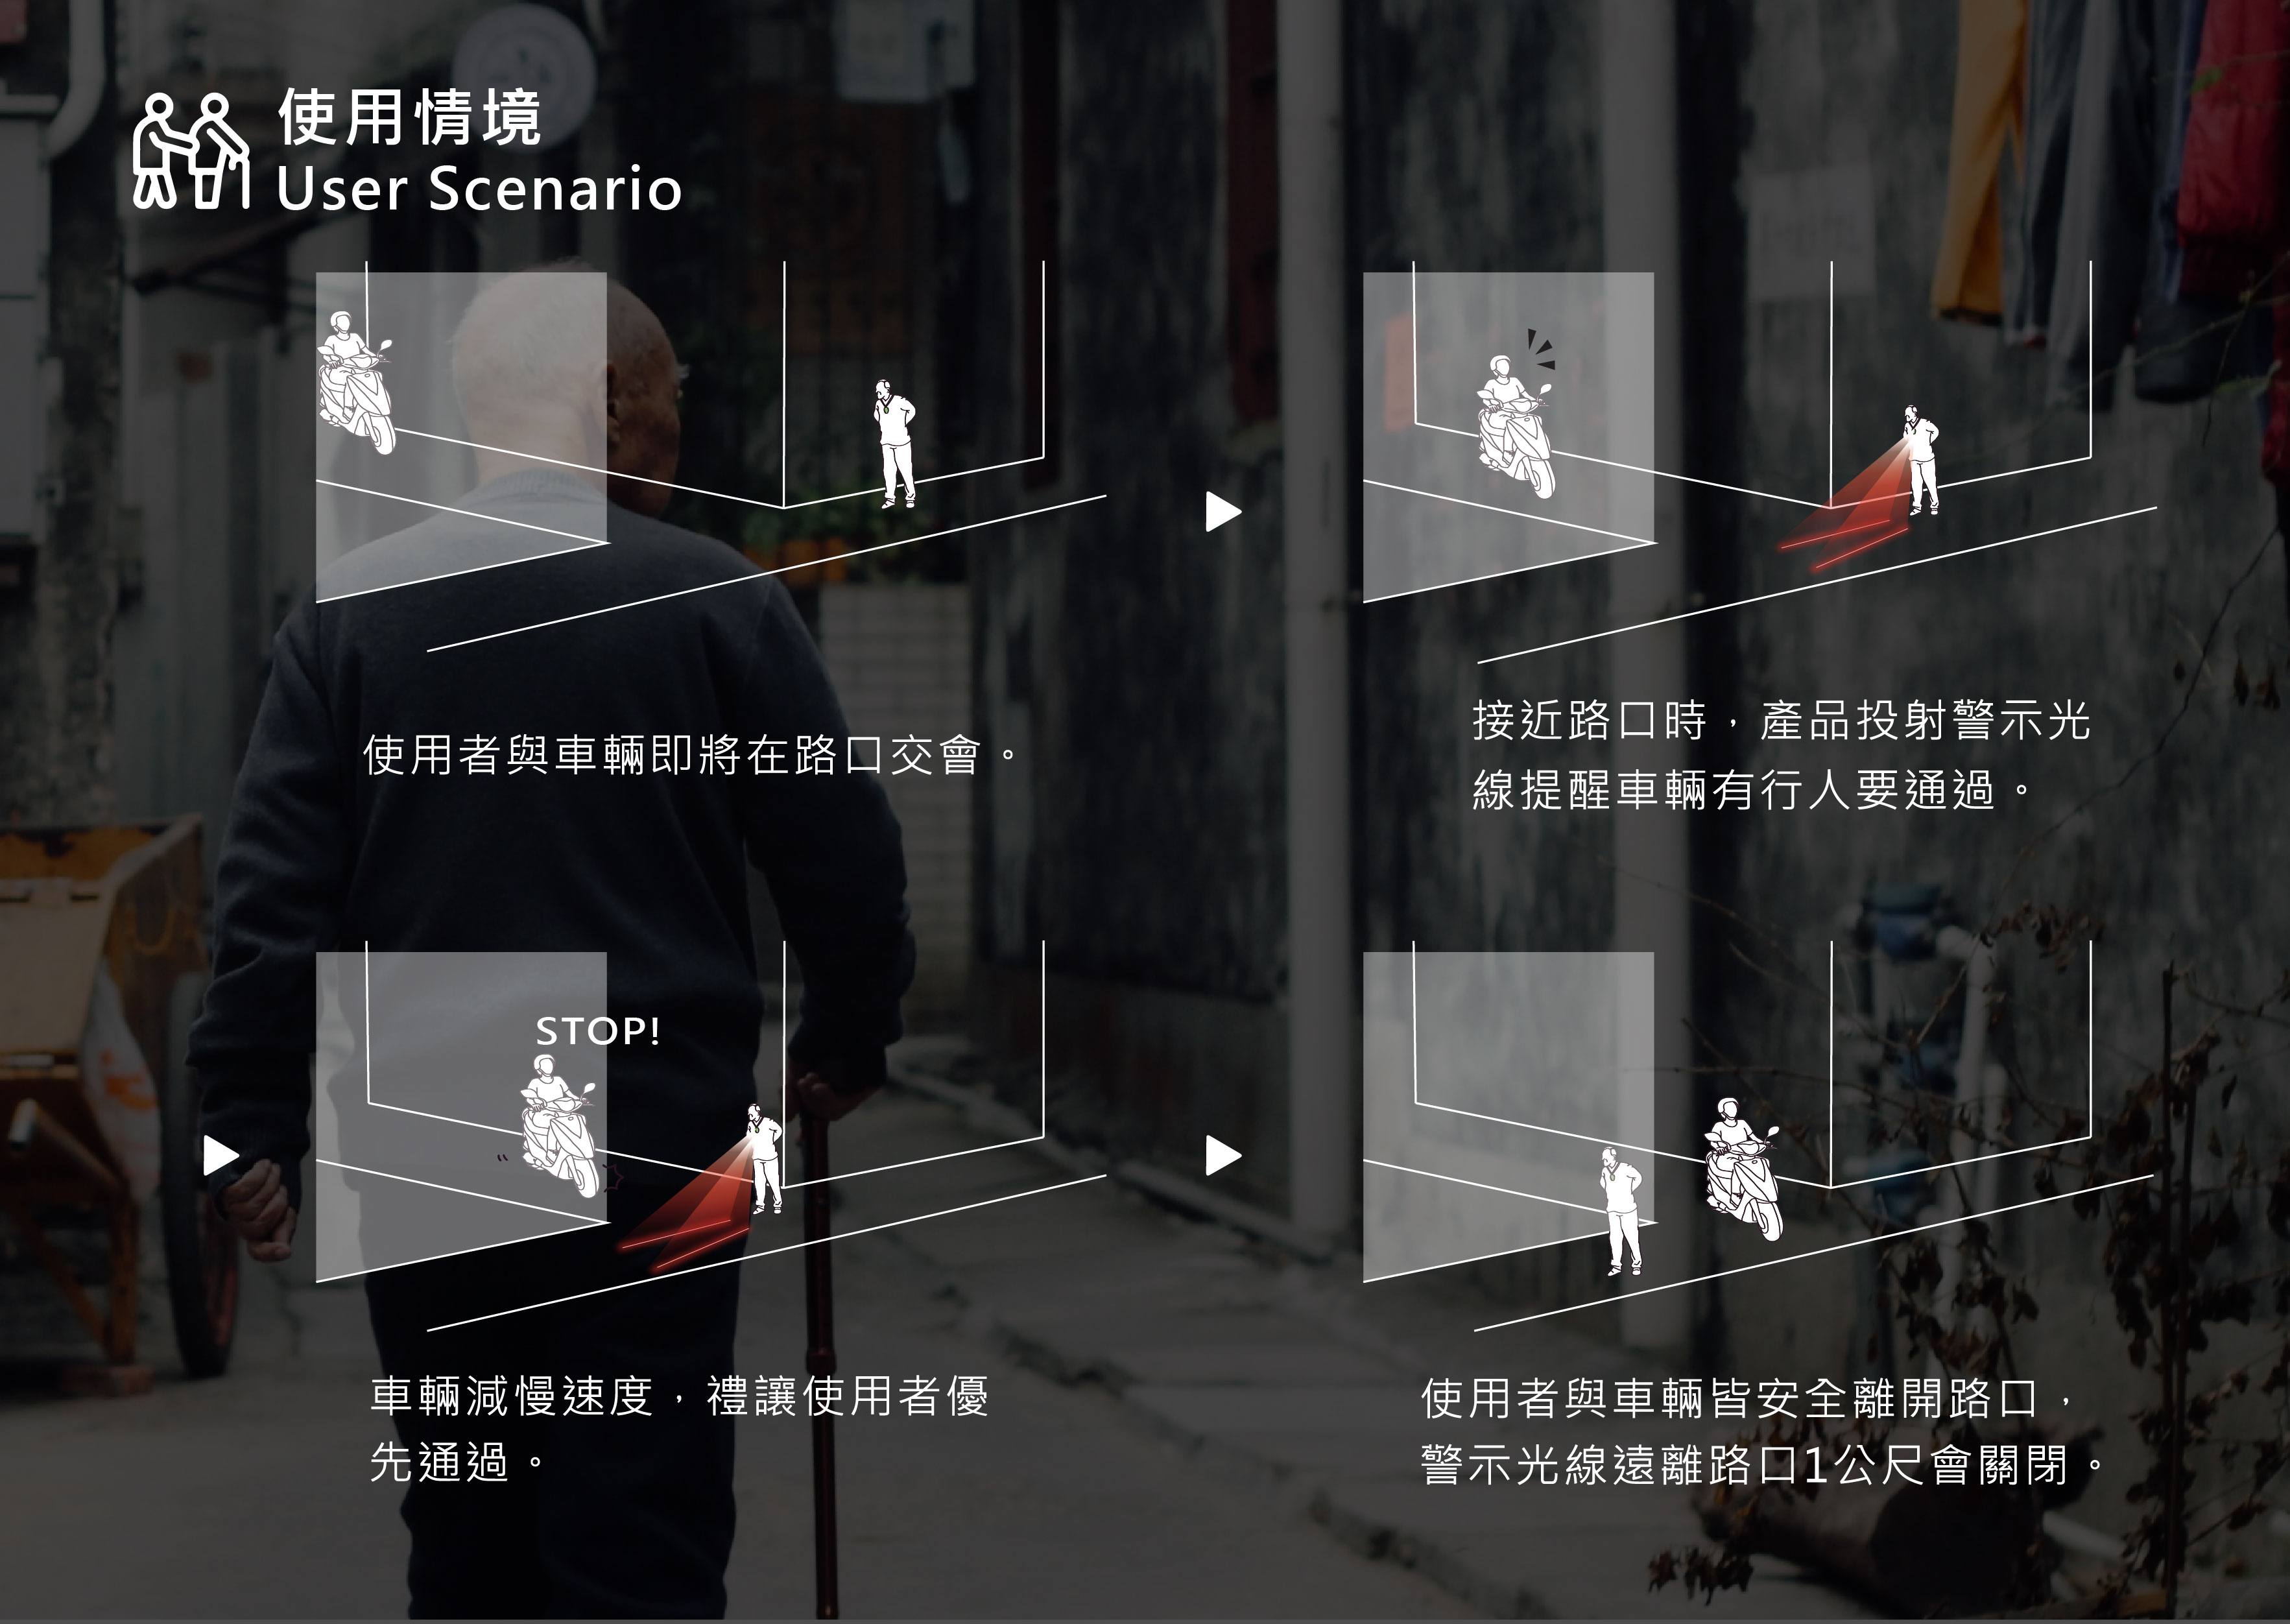 使用情境
User Scenario
使用者與車輛即將在路口交會。
接近路口時，產品投射警示光
線提醒車輛有行人要通過。
STOP!
車輛減慢速度，禮讓使用者優
先通過。
使用者與車輛皆安全離開路口，
警示光線遠離路口1公尺會關閉。